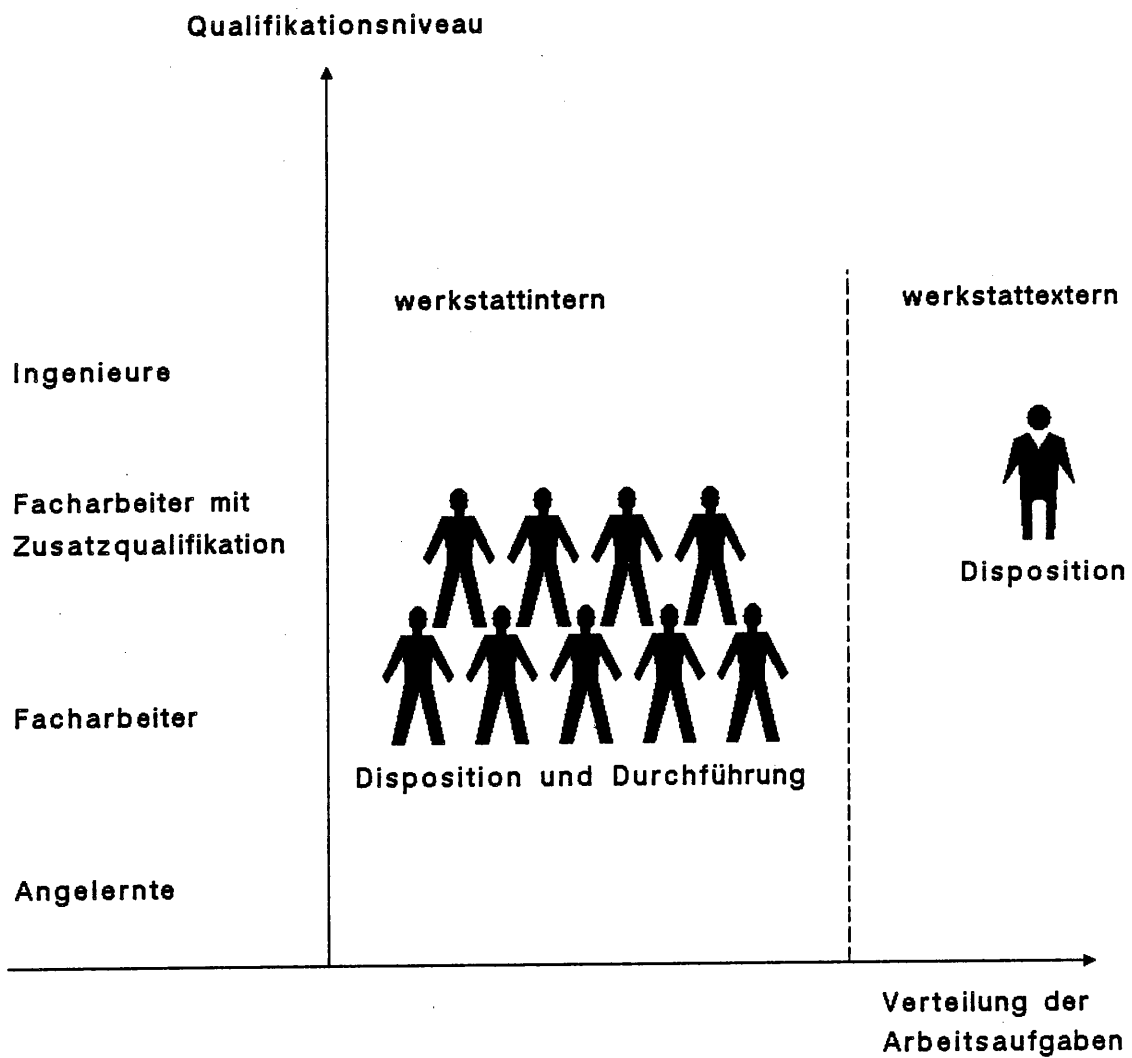 Qualifikationsniveau
werkstattintern
werkstattextern
Ingenieure
Facharbeiter mit
Zusatzqualifikation
Disposition
Facharbeiter
Disposition und Durchführung
Angelernte
Verteilung der
Arbeitsaufgaben